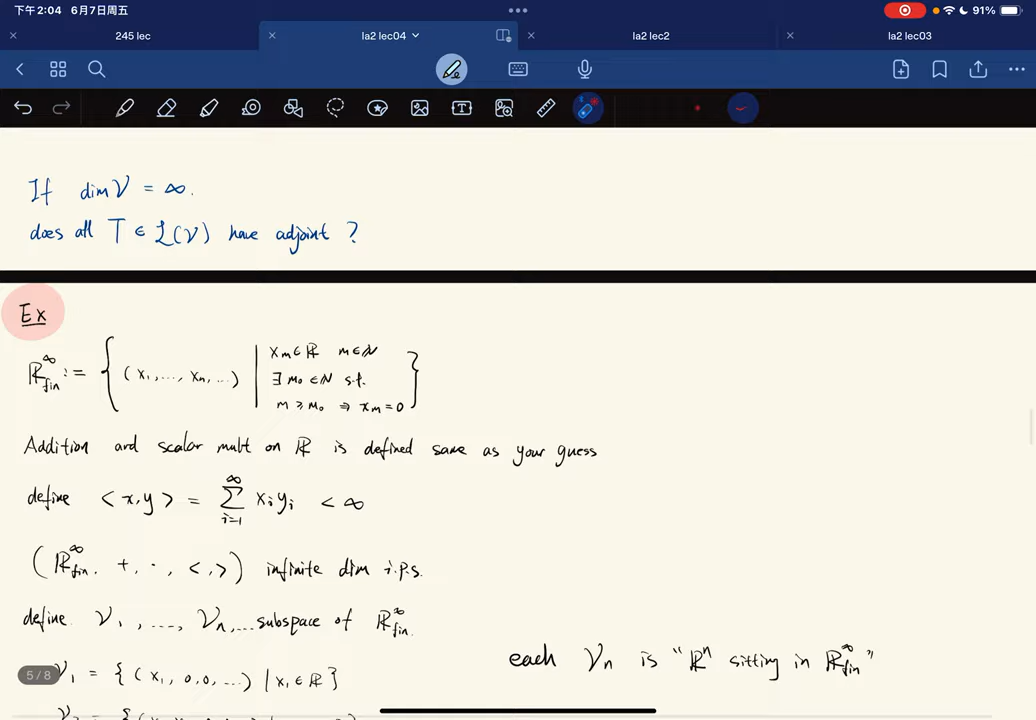 下午2:04 6月7日周五
91%
245 lec
la2 lec04
la2 lec2
la2 lec03
If dim V = ∞.
does all T ∈ L(V) have adjoint ?
Ex
ℝ^∞_fin := { (x₁, ..., xₙ, ...) | xₘ∈ℝ m∈ℕ
∃ m₀ ∈ ℕ s.t.
m ≥ m₀ ⇒ xₘ=0 }
Addition and scalar mult on ℝ is defined same as your guess
define <x,y> = ∑_{i=1}^∞ xᵢyᵢ < ∞
(ℝ^∞_fin, +, ·, <,>) infinite dim i.p.s.
define V₁, ..., Vₙ, ... subspace of ℝ^∞_fin.
each Vₙ is "ℝⁿ sitting in ℝ^∞_fin"
5/8
V₁ = { (x₁, 0,0, ...) | x₁∈ℝ }